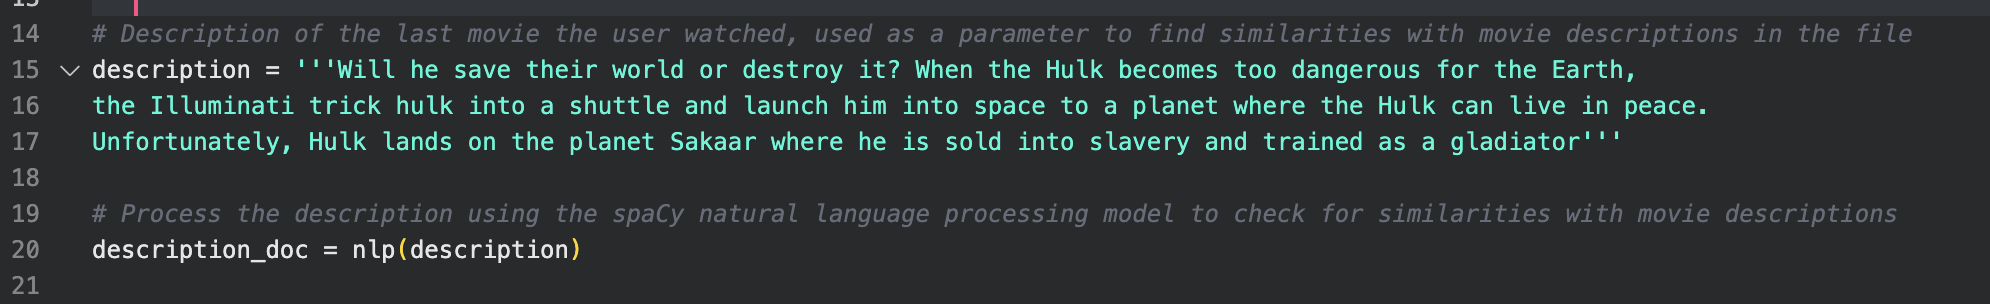 14 # Description of the last movie the user watched, used as a parameter to find similarities with movie descriptions in the file
15 description = '''Will he save their world or destroy it? When the Hulk becomes too dangerous for the Earth,
16 the Illuminati trick hulk into a shuttle and launch him into space to a planet where the Hulk can live in peace.
17 Unfortunately, Hulk lands on the planet Sakaar where he is sold into slavery and trained as a gladiator'''
18
19 # Process the description using the spaCy natural language processing model to check for similarities with movie descriptions
20 description_doc = nlp(description)
21